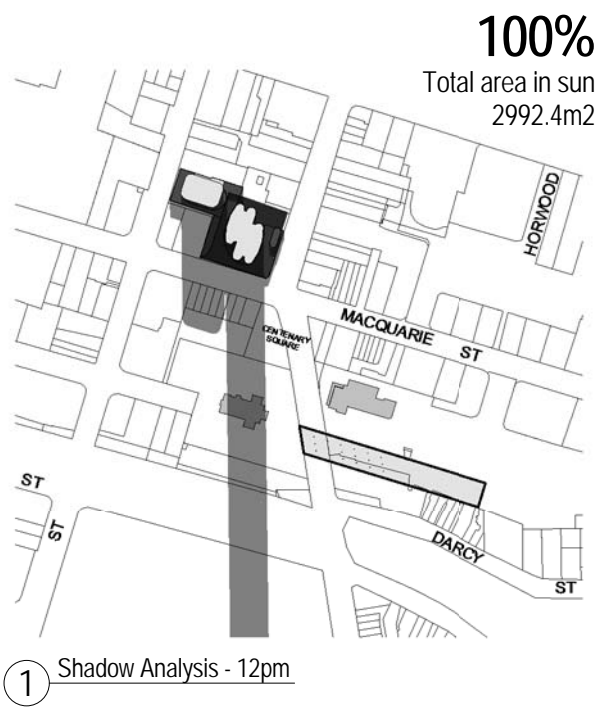 100%
Total area in sun
2992.4m2
HORWOOD
MACQUARIE ST
CENTENARY
SQUARE
ST
ST
DARCY
ST
1 Shadow Analysis - 12pm